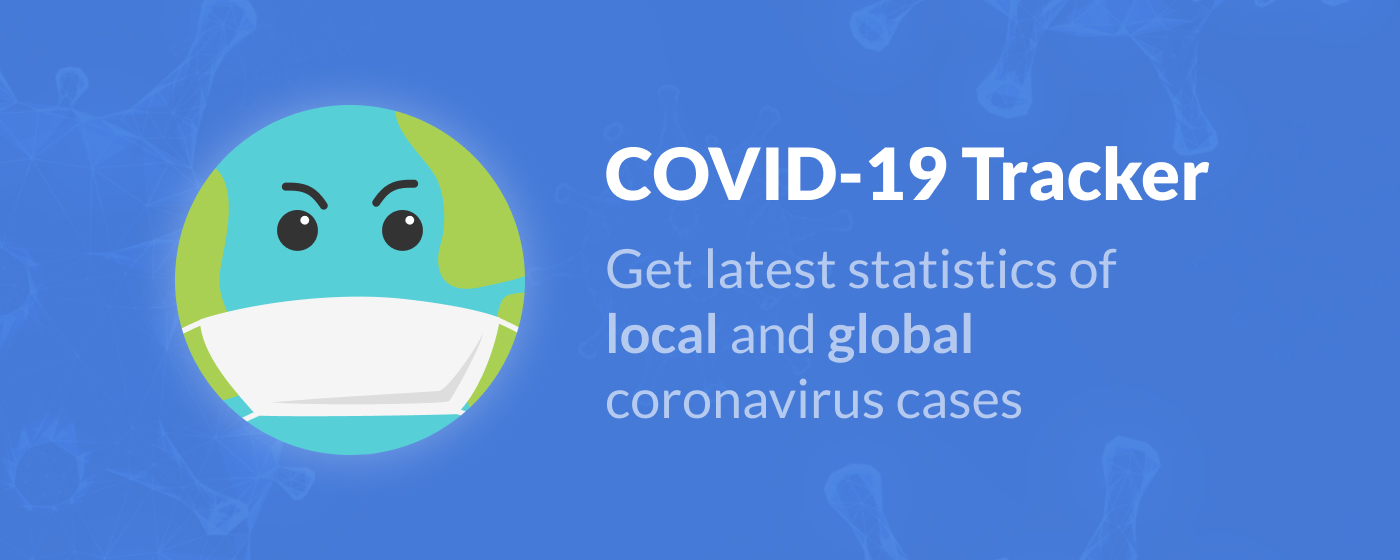 COVID-19 Tracker
Get latest statistics of
local and global
coronavirus cases